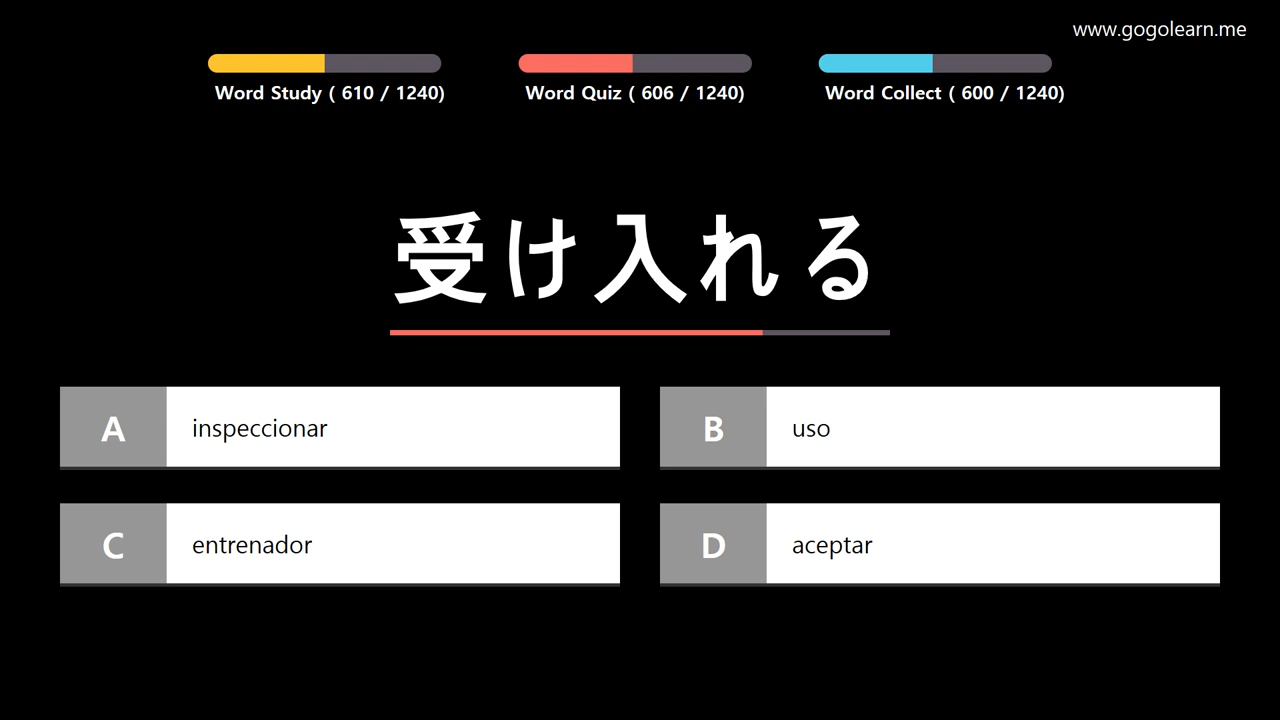 www.gogolearn.me
Word Study ( 610 / 1240)
Word Quiz ( 606 / 1240)
Word Collect ( 600 / 1240)
受け入れる
A inspeccionar
B uso
C entrenador
D aceptar